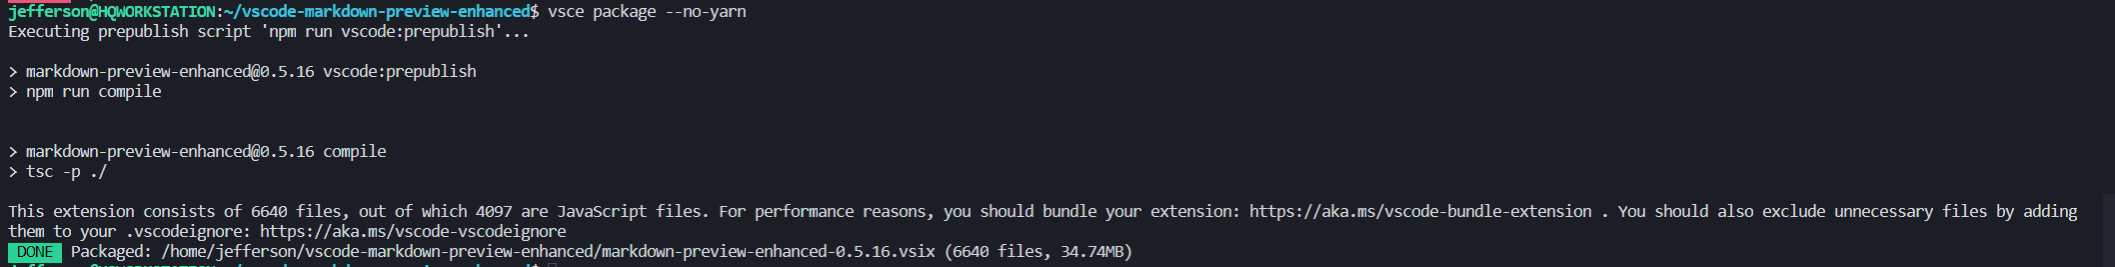 jefferson@HQWORKSTATION:~/vscode-markdown-preview-enhanced$ vsce package --no-yarn
Executing prepublish script 'npm run vscode:prepublish'...
> markdown-preview-enhanced@0.5.16 vscode:prepublish
> npm run compile
> markdown-preview-enhanced@0.5.16 compile
> tsc -p ./
This extension consists of 6640 files, out of which 4097 are JavaScript files. For performance reasons, you should bundle your extension: https://aka.ms/vscode-bundle-extension . You should also exclude unnecessary files by adding
them to your .vscodeignore: https://aka.ms/vscode-vscodeignore
DONE Packaged: /home/jefferson/vscode-markdown-preview-enhanced/markdown-preview-enhanced-0.5.16.vsix (6640 files, 34.74MB)